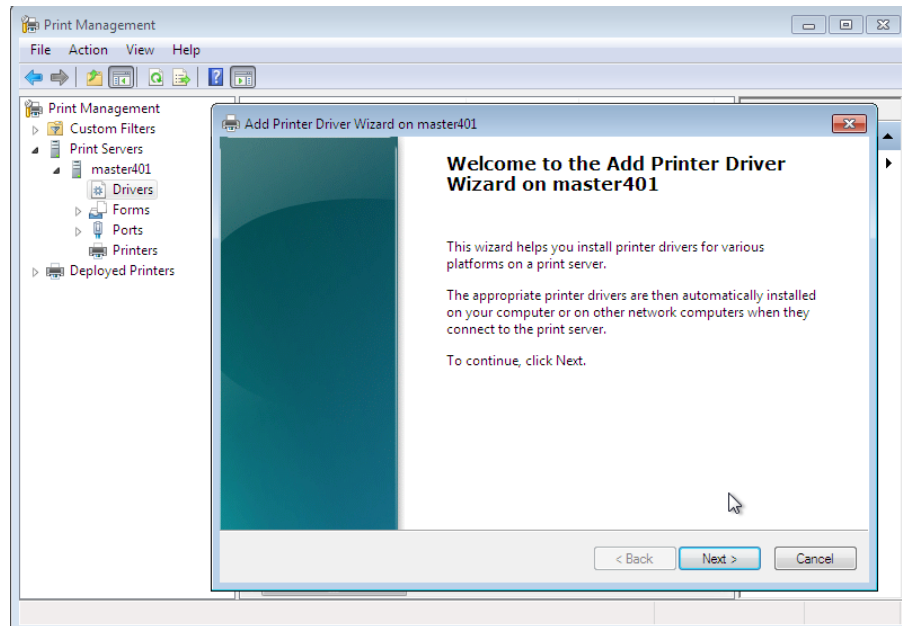 Print Management
File Action View Help
Print Management
Custom Filters
Print Servers
master401
Drivers
Forms
Ports
Printers
Deployed Printers
Add Printer Driver Wizard on master401
Welcome to the Add Printer Driver
Wizard on master401
This wizard helps you install printer drivers for various
platforms on a print server.
The appropriate printer drivers are then automatically installed
on your computer or on other network computers when they
connect to the print server.
To continue, click Next.
< Back Next > Cancel